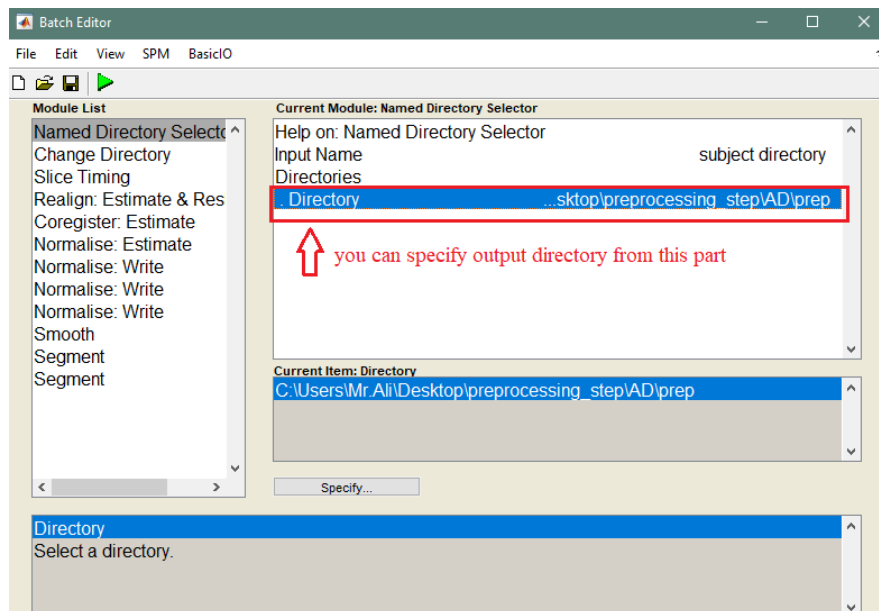 Batch Editor
File Edit View SPM BasicIO
Module List
Named Directory Selectc
Change Directory
Slice Timing
Realign: Estimate & Res
Coregister: Estimate
Normalise: Estimate
Normalise: Write
Normalise: Write
Normalise: Write
Smooth
Segment
Segment
Current Module: Named Directory Selector
Help on: Named Directory Selector
Input Name subject directory
Directories
. Directory ...sktop\preprocessing_step\AD\prep
you can specify output directory from this part
Current Item: Directory
C:\Users\Mr.Ali\Desktop\preprocessing_step\AD\prep
Specify...
Directory
Select a directory.